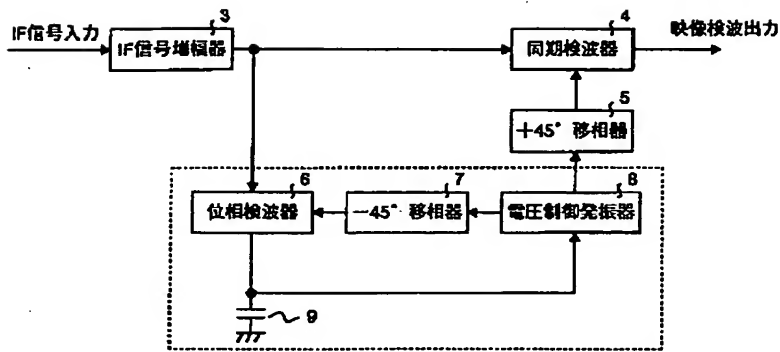 IF信号入力
3
IF信号増幅器
4
同期検波器
映像検波出力
5
+45° 移相器
6
位相検波器
7
-45° 移相器
8
電圧制御発振器
9